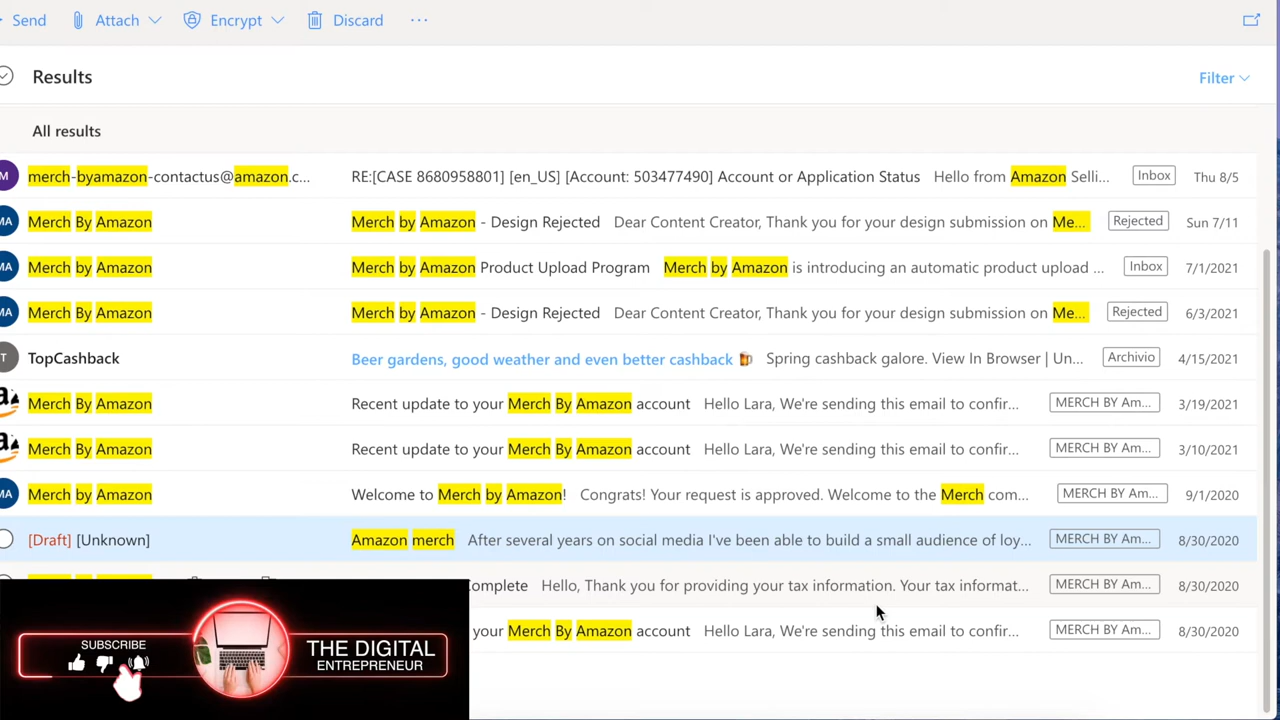 Send Attach Encrypt Discard ...
Results Filter
All results
M merch-byamazon-contactus@amazon.c... RE:[CASE 8680958801] [en_US] [Account: 503477490] Account or Application Status Hello from Amazon Selli... Inbox Thu 8/5
MA Merch By Amazon Merch by Amazon - Design Rejected Dear Content Creator, Thank you for your design submission on Me... Rejected Sun 7/11
MA Merch By Amazon Merch by Amazon Product Upload Program Merch by Amazon is introducing an automatic product upload ... Inbox 7/1/2021
MA Merch By Amazon Merch by Amazon - Design Rejected Dear Content Creator, Thank you for your design submission on Me... Rejected 6/3/2021
T TopCashback Beer gardens, good weather and even better cashback 🍻 Spring cashback galore. View In Browser | Un... Archivio 4/15/2021
a Merch By Amazon Recent update to your Merch By Amazon account Hello Lara, We're sending this email to confir... MERCH BY Am... 3/19/2021
a Merch By Amazon Recent update to your Merch By Amazon account Hello Lara, We're sending this email to confir... MERCH BY Am... 3/10/2021
MA Merch by Amazon Welcome to Merch by Amazon! Congrats! Your request is approved. Welcome to the Merch com... MERCH BY Am... 9/1/2020
[Draft] [Unknown] Amazon merch After several years on social media I've been able to build a small audience of loy... MERCH BY Am... 8/30/2020
Complete Hello, Thank you for providing your tax information. Your tax informat... MERCH BY Am... 8/30/2020
your Merch By Amazon account Hello Lara, We're sending this email to confir... MERCH BY Am... 8/30/2020
SUBSCRIBE
THE DIGITAL
ENTREPRENEUR